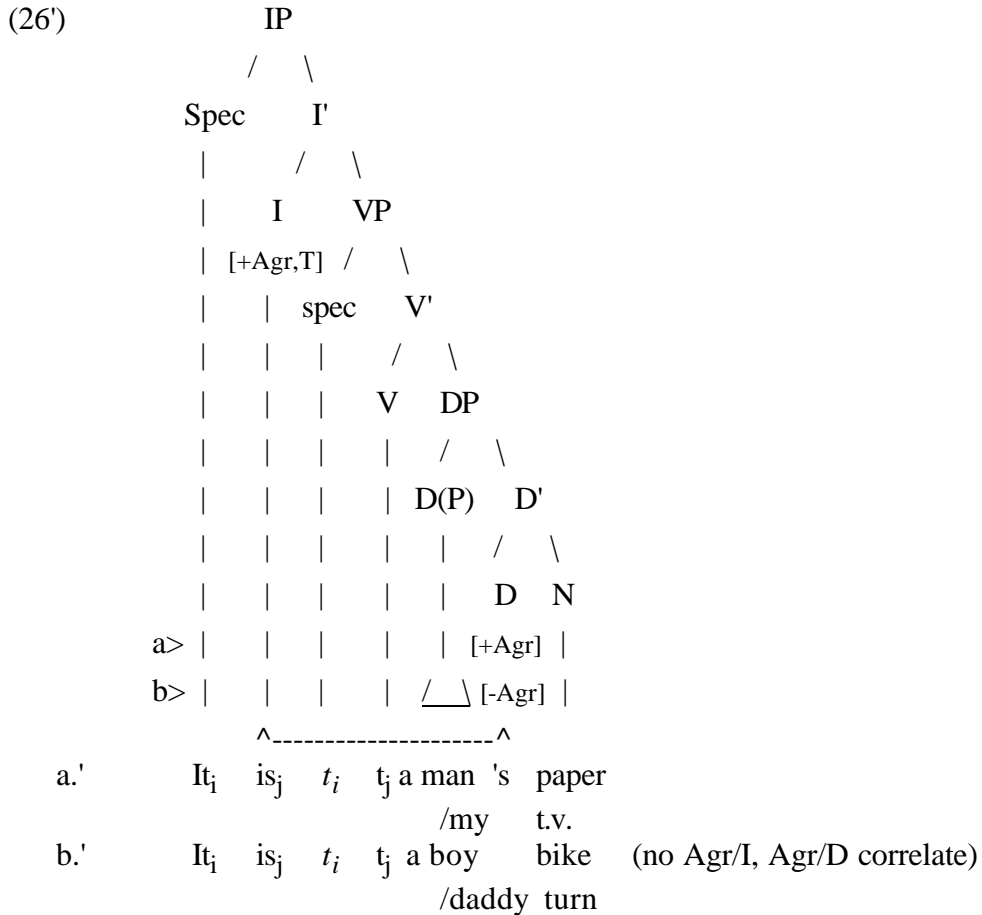 (26') IP
/ \
Spec I'
| / \
| I VP
| [+Agr,T] / \
| | spec V'
| | | / \
| | | V DP
| | | | / \
| | | | D(P) D'
| | | | | / \
| | | | | D N
a> | | | | | [+Agr] |
b> | | | | /__\ [-Agr] |
^---------------------^
a.' It_i is_j t_i t_j a man 's paper
/my t.v.
b.' It_i is_j t_i t_j a boy bike (no Agr/I, Agr/D correlate)
/daddy turn